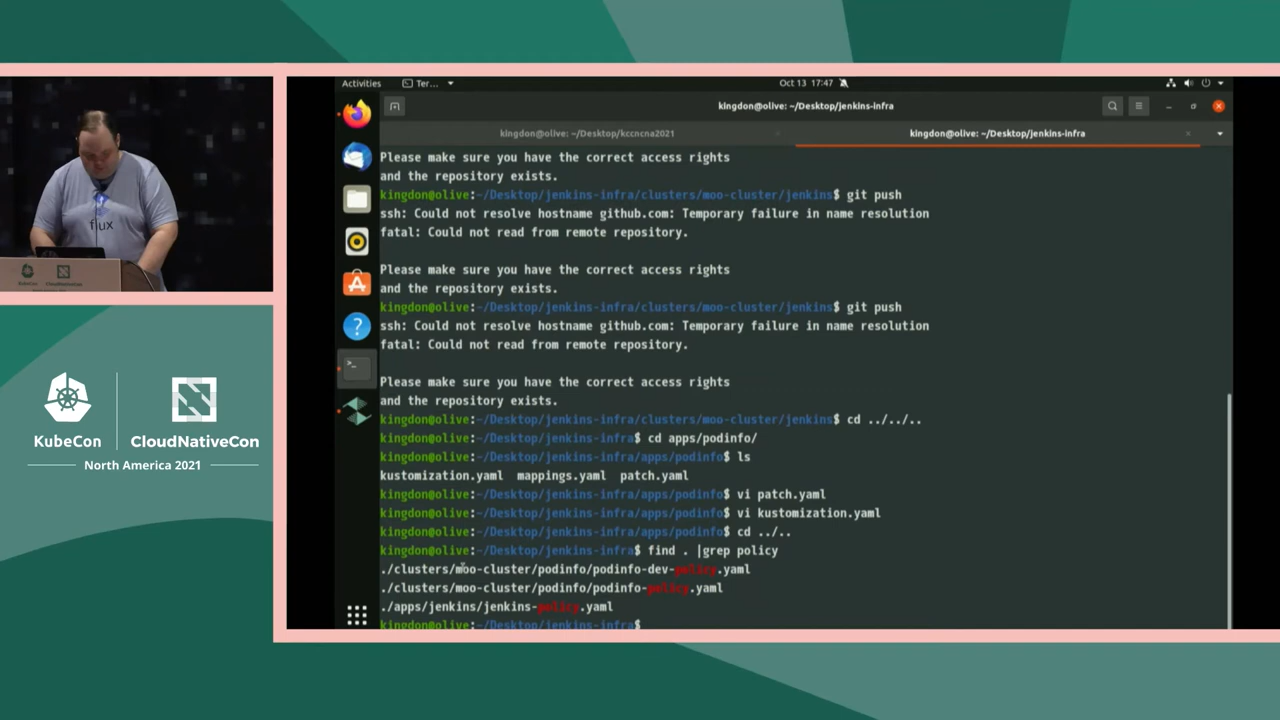 Activities
Ter...
Oct 13 17:47
kingdon@olive: ~/Desktop/jenkins-infra
kingdon@olive: ~/Desktop/kccncna2021
kingdon@olive: ~/Desktop/jenkins-infra
Please make sure you have the correct access rights
and the repository exists.
kingdon@olive:~/Desktop/jenkins-infra/clusters/moo-cluster/jenkins$ git push
ssh: Could not resolve hostname github.com: Temporary failure in name resolution
fatal: Could not read from remote repository.
Please make sure you have the correct access rights
and the repository exists.
kingdon@olive:~/Desktop/jenkins-infra/clusters/moo-cluster/jenkins$ git push
ssh: Could not resolve hostname github.com: Temporary failure in name resolution
fatal: Could not read from remote repository.
Please make sure you have the correct access rights
and the repository exists.
kingdon@olive:~/Desktop/jenkins-infra/clusters/moo-cluster/jenkins$ cd ../../..
kingdon@olive:~/Desktop/jenkins-infra$ cd apps/podinfo/
kingdon@olive:~/Desktop/jenkins-infra/apps/podinfo$ ls
kustomization.yaml mappings.yaml patch.yaml
kingdon@olive:~/Desktop/jenkins-infra/apps/podinfo$ vi patch.yaml
kingdon@olive:~/Desktop/jenkins-infra/apps/podinfo$ vi kustomization.yaml
kingdon@olive:~/Desktop/jenkins-infra/apps/podinfo$ cd ../..
kingdon@olive:~/Desktop/jenkins-infra$ find . |grep policy
./clusters/moo-cluster/podinfo/podinfo-dev-policy.yaml
./clusters/moo-cluster/podinfo/podinfo-policy.yaml
./apps/jenkins/jenkins-policy.yaml
kingdon@olive:~/Desktop/jenkins-infra$
flux
KubeCon
CloudNativeCon
KubeCon
CloudNativeCon
North America 2021